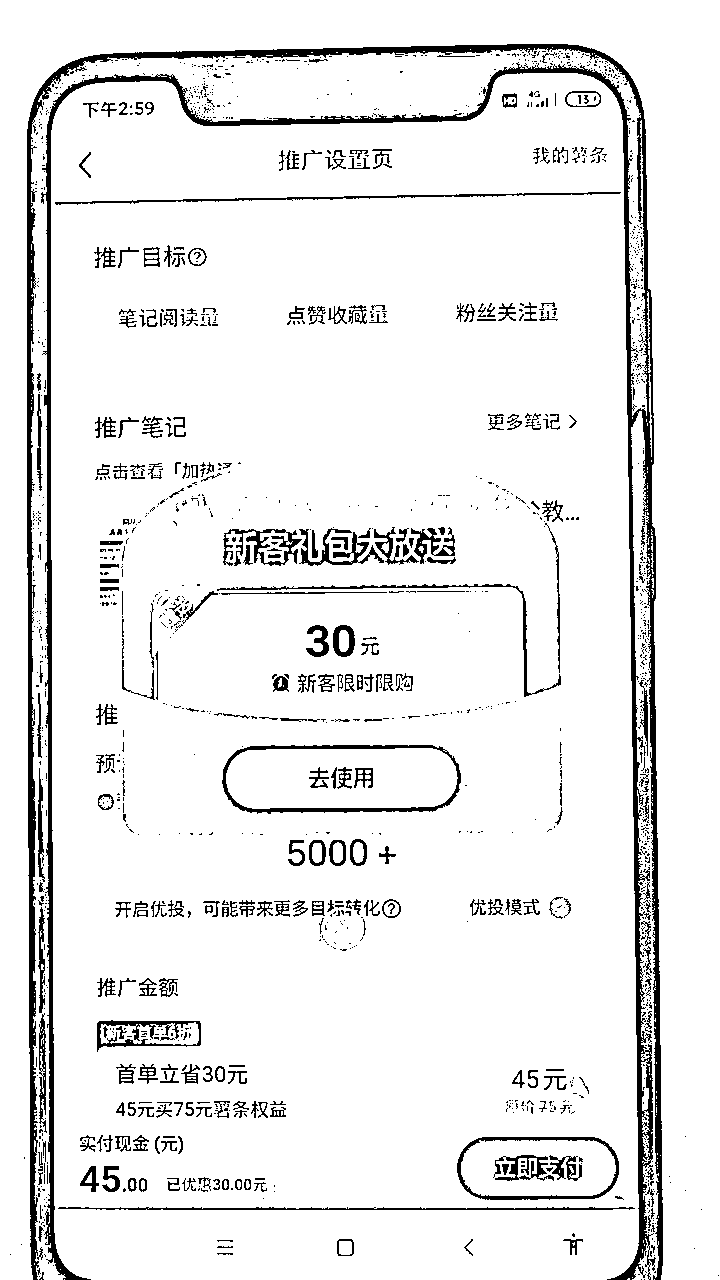 下午2:59
4G
推广设置页
我的薯条
推广目标?
笔记阅读量
点赞收藏量
粉丝关注量
推广笔记
更多笔记 >
点击查看「加热
教...
新客礼包大放送
30元
新客限时限购
推
预
去使用
5000 +
开启优投，可能带来更多目标转化?
优投模式
推广金额
新客首单6折
首单立省30元
45元
45元买75元薯条权益
原价75元
实付现金 (元)
45.00 已优惠30.00元
立即支付